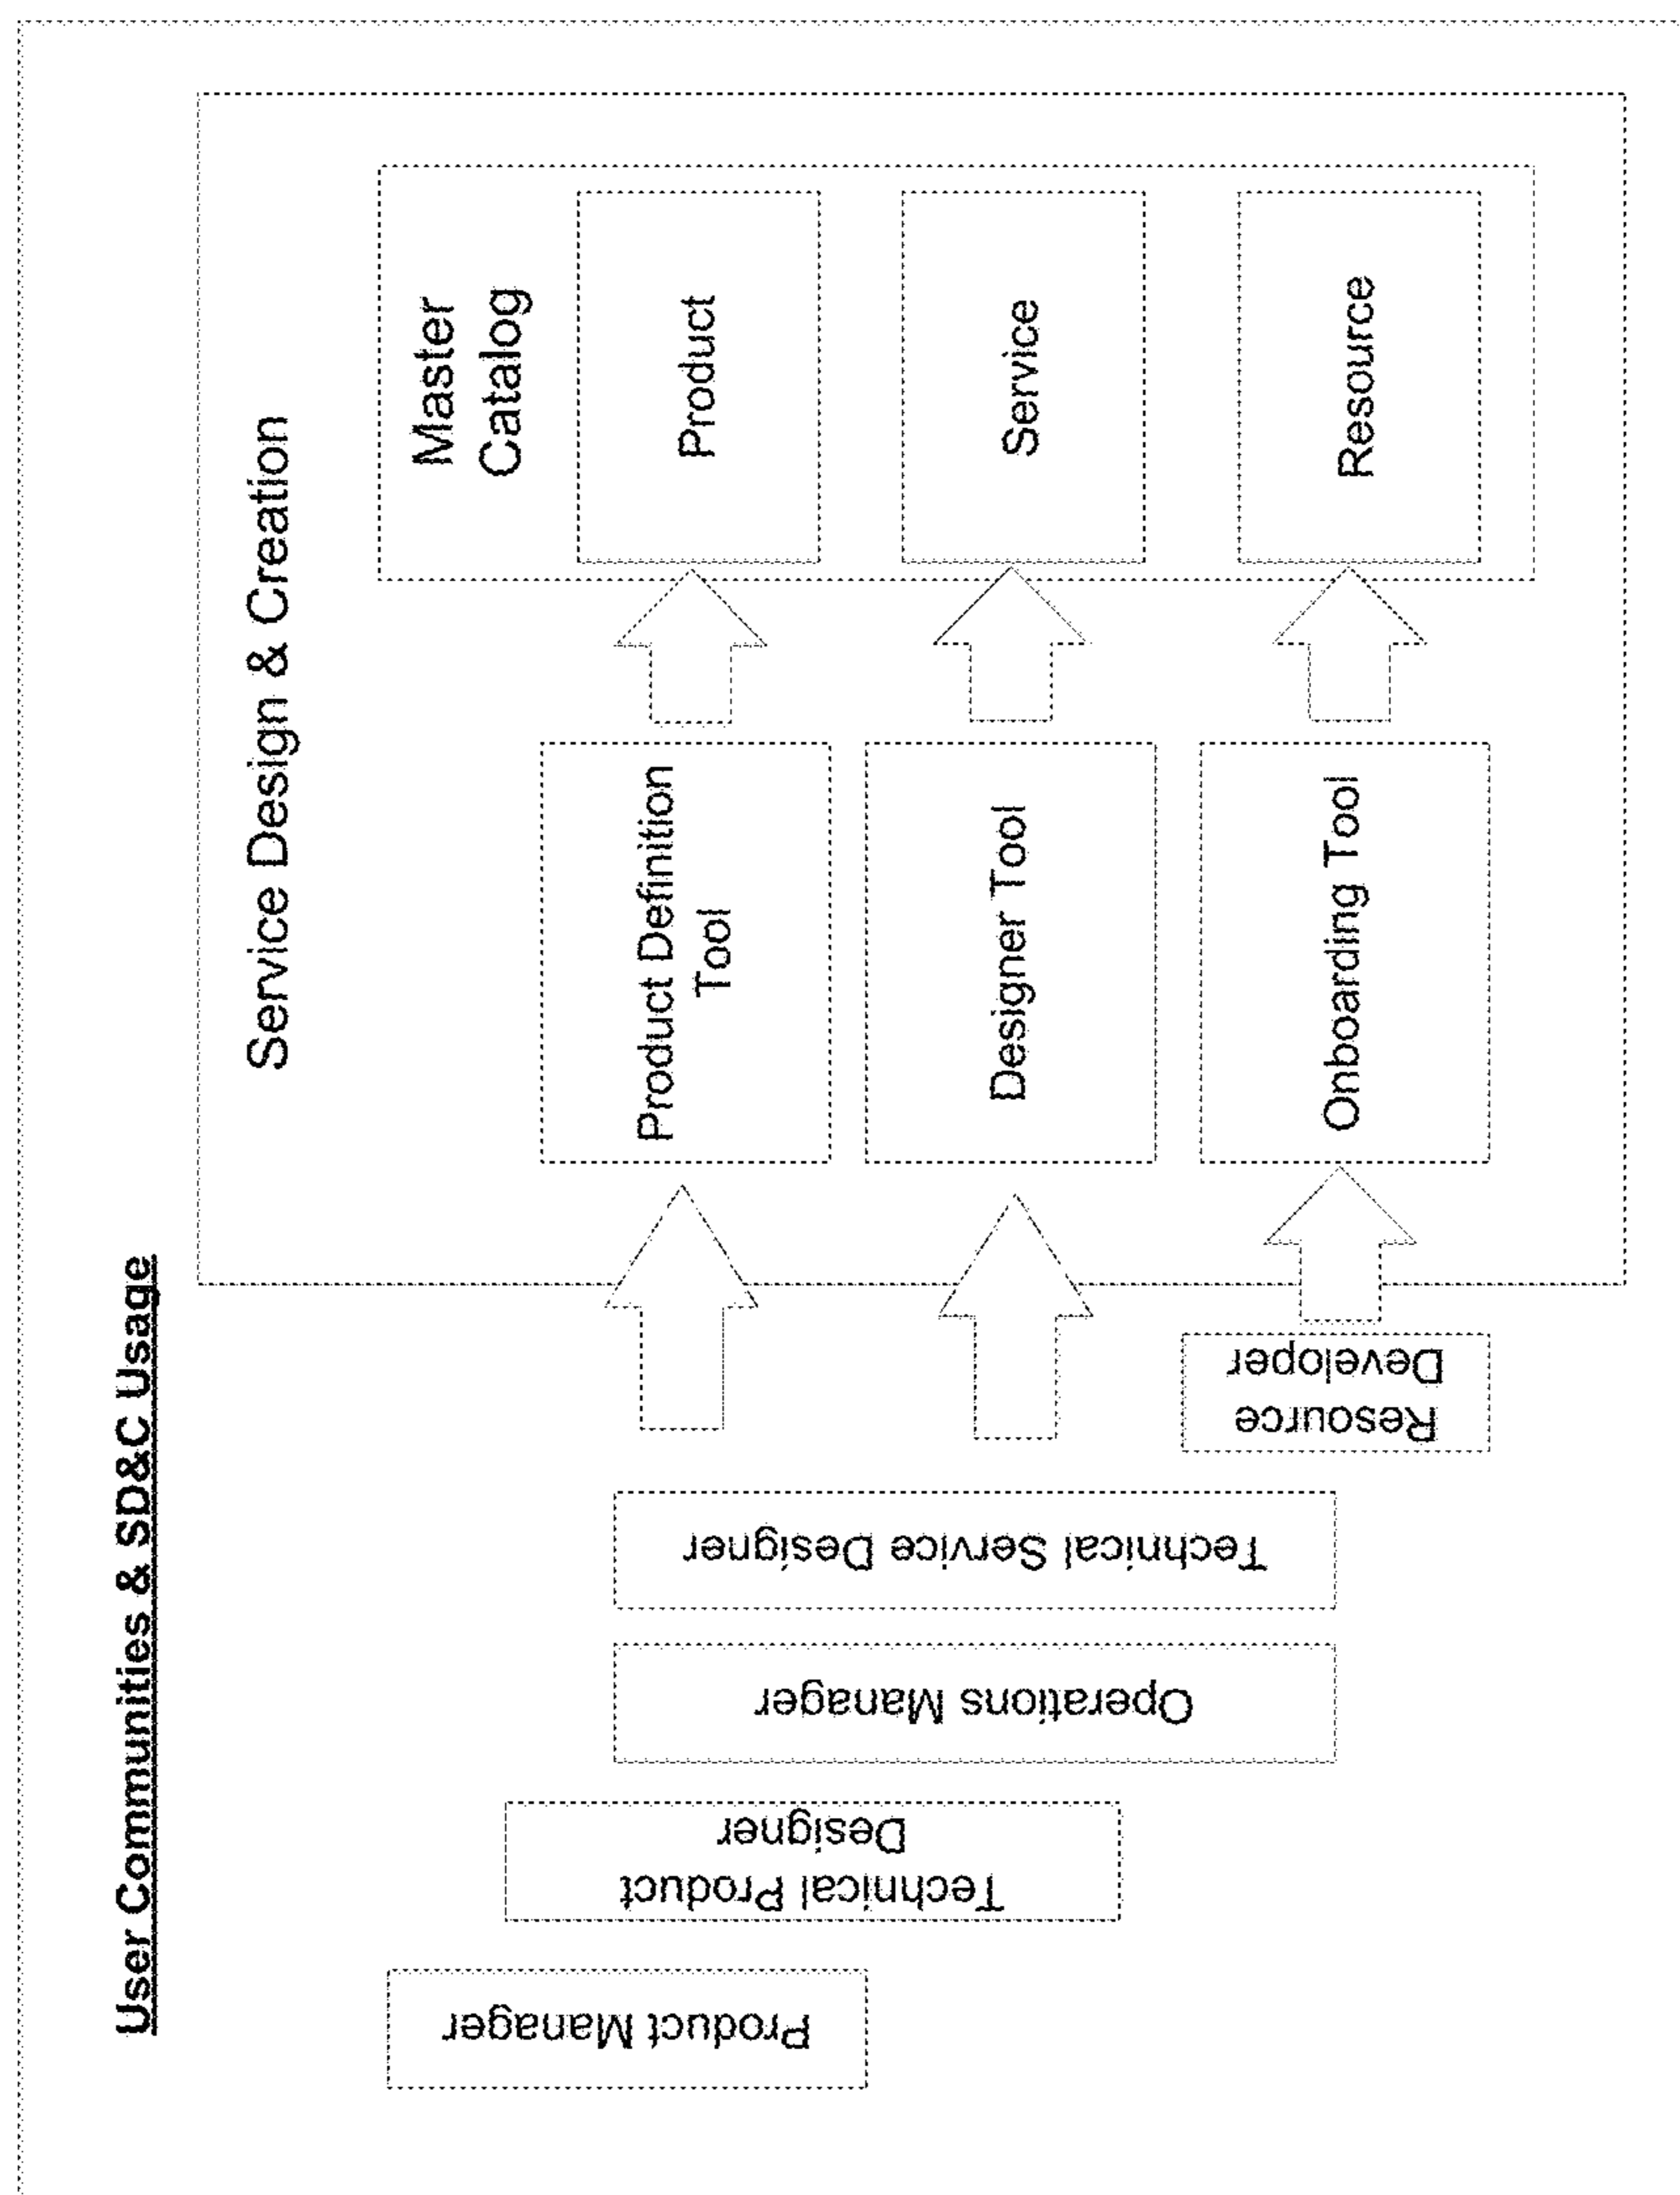 User Communities & SD&C Usage
Service Design & Creation
Master
Catalog
Product Manager
Technical Product
Designer
Operations Manager
Technical Service Designer
Resource
Developer
Product Definition
Tool
Designer Tool
Onboarding Tool
Product
Service
Resource